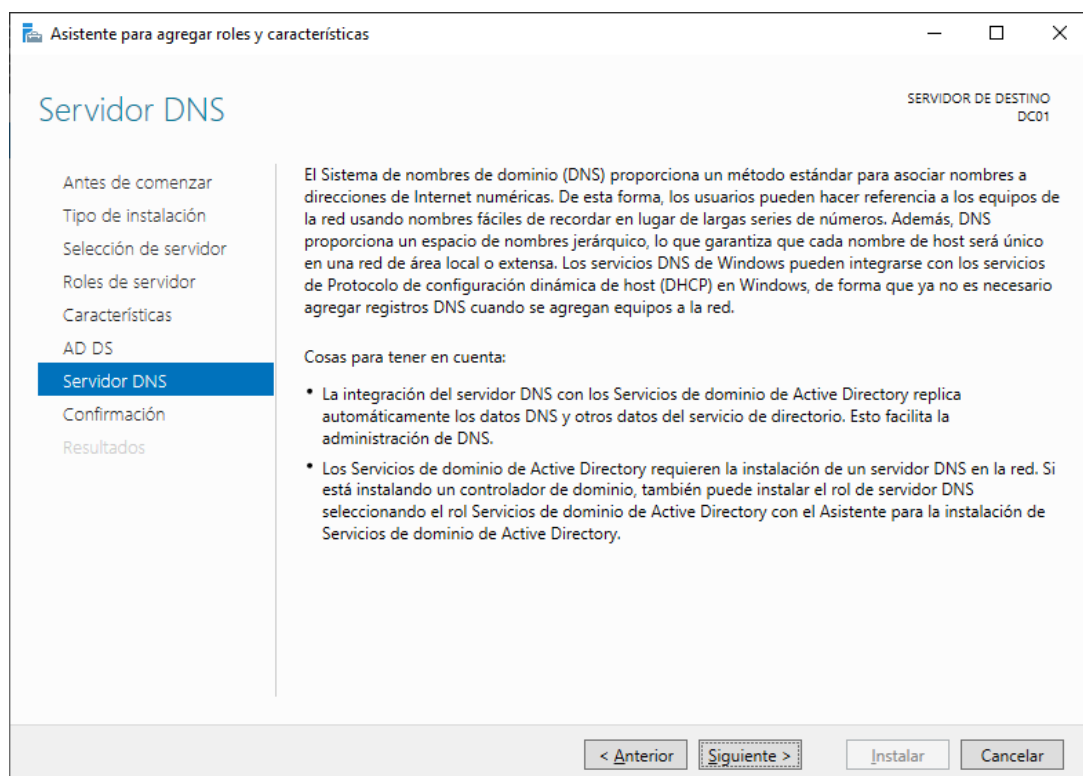 Asistente para agregar roles y características
Servidor DNS
SERVIDOR DE DESTINO
DC01
Antes de comenzar
Tipo de instalación
Selección de servidor
Roles de servidor
Características
AD DS
Servidor DNS
Confirmación
Resultados
El Sistema de nombres de dominio (DNS) proporciona un método estándar para asociar nombres a
direcciones de Internet numéricas. De esta forma, los usuarios pueden hacer referencia a los equipos de
la red usando nombres fáciles de recordar en lugar de largas series de números. Además, DNS
proporciona un espacio de nombres jerárquico, lo que garantiza que cada nombre de host será único
en una red de área local o extensa. Los servicios DNS de Windows pueden integrarse con los servicios
de Protocolo de configuración dinámica de host (DHCP) en Windows, de forma que ya no es necesario
agregar registros DNS cuando se agregan equipos a la red.
Cosas para tener en cuenta:
• La integración del servidor DNS con los Servicios de dominio de Active Directory replica
automáticamente los datos DNS y otros datos del servicio de directorio. Esto facilita la
administración de DNS.
• Los Servicios de dominio de Active Directory requieren la instalación de un servidor DNS en la red. Si
está instalando un controlador de dominio, también puede instalar el rol de servidor DNS
seleccionando el rol Servicios de dominio de Active Directory con el Asistente para la instalación de
Servicios de dominio de Active Directory.
< Anterior
Siguiente >
Instalar
Cancelar